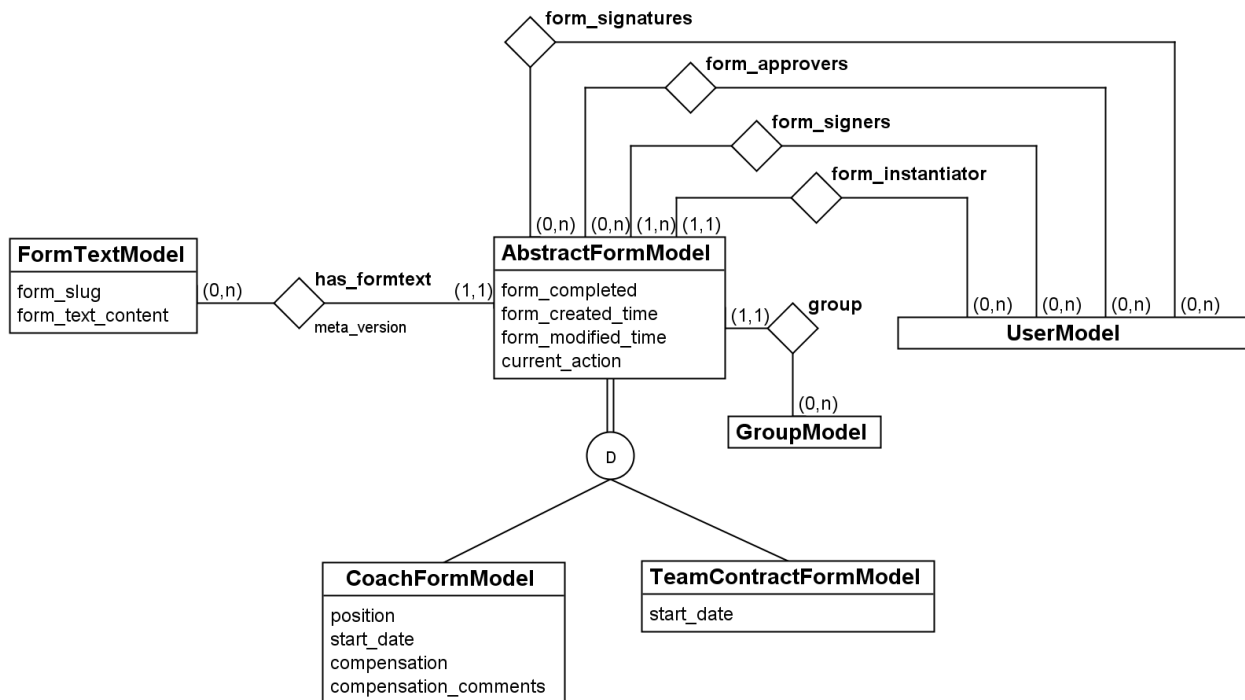 form_signatures
form_approvers
form_signers
form_instantiator
(0,n) (0,n) (1,n) (1,1)
FormTextModel
form_slug
form_text_content
(0,n)
has_formtext
meta_version
(1,1)
AbstractFormModel
form_completed
form_created_time
form_modified_time
current_action
(1,1)
group
(0,n)
GroupModel
(0,n) (0,n) (0,n) (0,n)
UserModel
D
CoachFormModel
position
start_date
compensation
compensation_comments
TeamContractFormModel
start_date